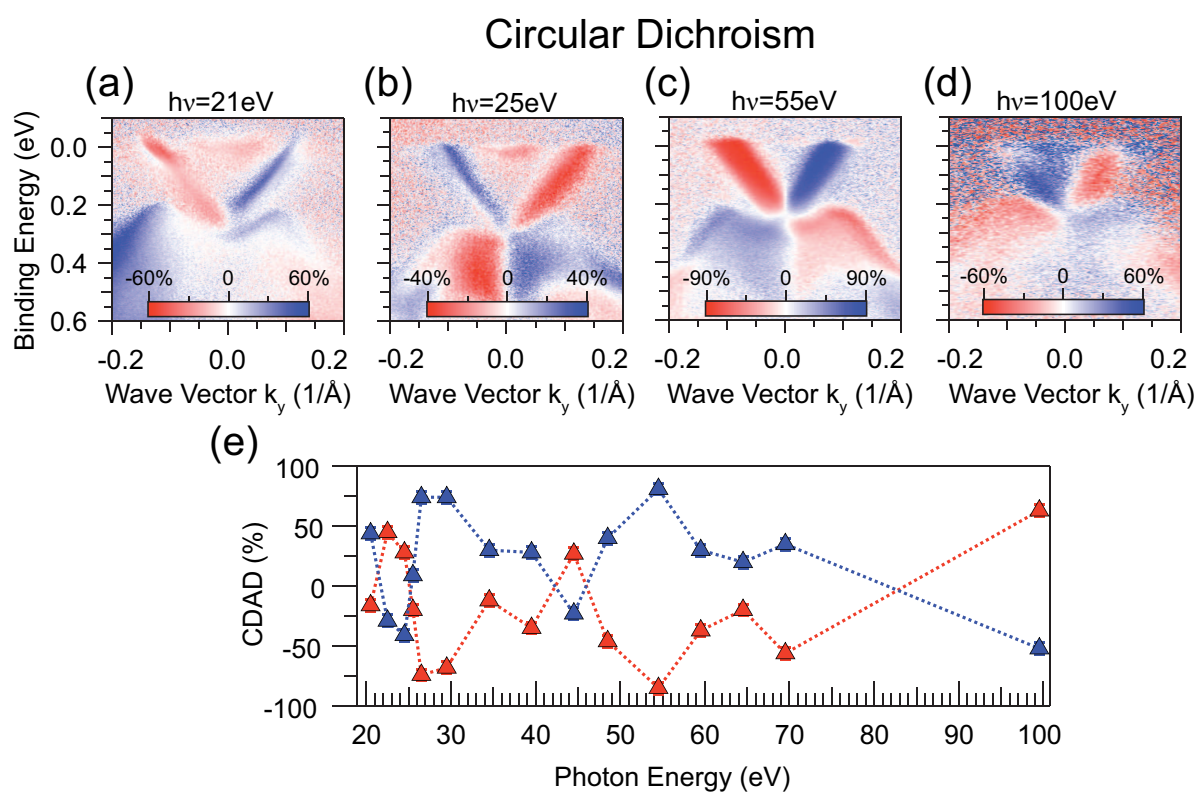 Circular Dichroism
(a) (b) (c) (d)
hν=21eV hν=25eV hν=55eV hν=100eV
Binding Energy (eV)
0.0
0.2
0.4
0.6
-60% 0 60%
-40% 0 40%
-90% 0 90%
-60% 0 60%
-0.2 0.0 0.2 -0.2 0.0 0.2 -0.2 0.0 0.2 -0.2 0.0 0.2
Wave Vector ky (1/Å) Wave Vector ky (1/Å) Wave Vector ky (1/Å) Wave Vector ky (1/Å)
(e)
CDAD (%)
100
50
0
-50
-100
20 30 40 50 60 70 80 90 100
Photon Energy (eV)